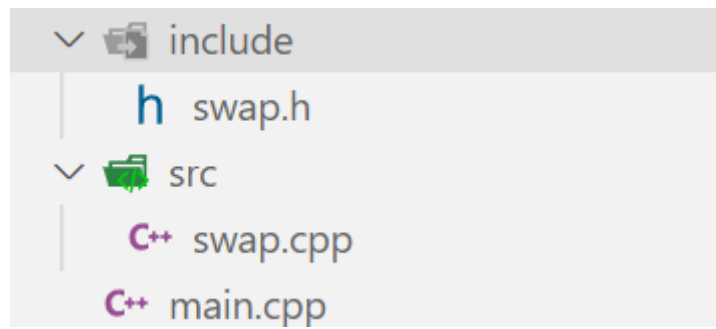 include
h swap.h
src
C++ swap.cpp
C++ main.cpp